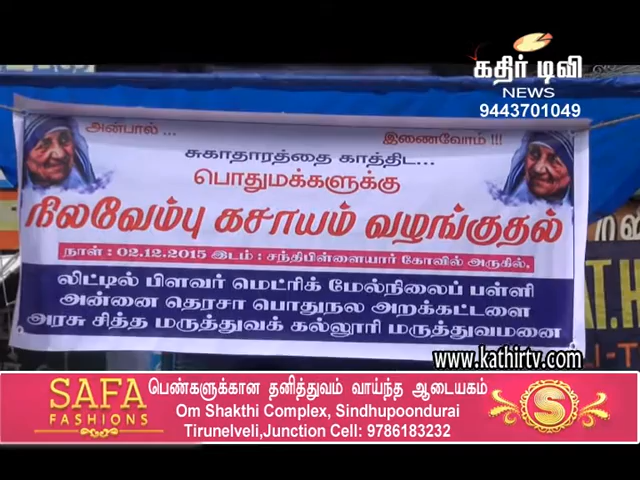 கதிர் டிவி
NEWS
9443701049
அன்பால் ... இணைவோம் !!!
சுகாதாரத்தை காத்திட...
பொதுமக்களுக்கு
நிலவேம்பு கசாயம் வழங்குதல்
நாள் : 02.12.2015 இடம் : சந்திபிள்ளையார் கோவில் அருகில்,
லிட்டில் பிளவர் மெட்ரிக் மேல்நிலைப் பள்ளி
அன்னை தெரசா பொதுநல அறக்கட்டளை
அரசு சித்த மருத்துவக் கல்லூரி மருத்துவமனை
www.kathirtv.com
SAFA
FASHIONS
பெண்களுக்கான தனித்துவம் வாய்ந்த ஆடையகம்
Om Shakthi Complex, Sindhupoondurai
Tirunelveli,Junction Cell: 9786183232
S